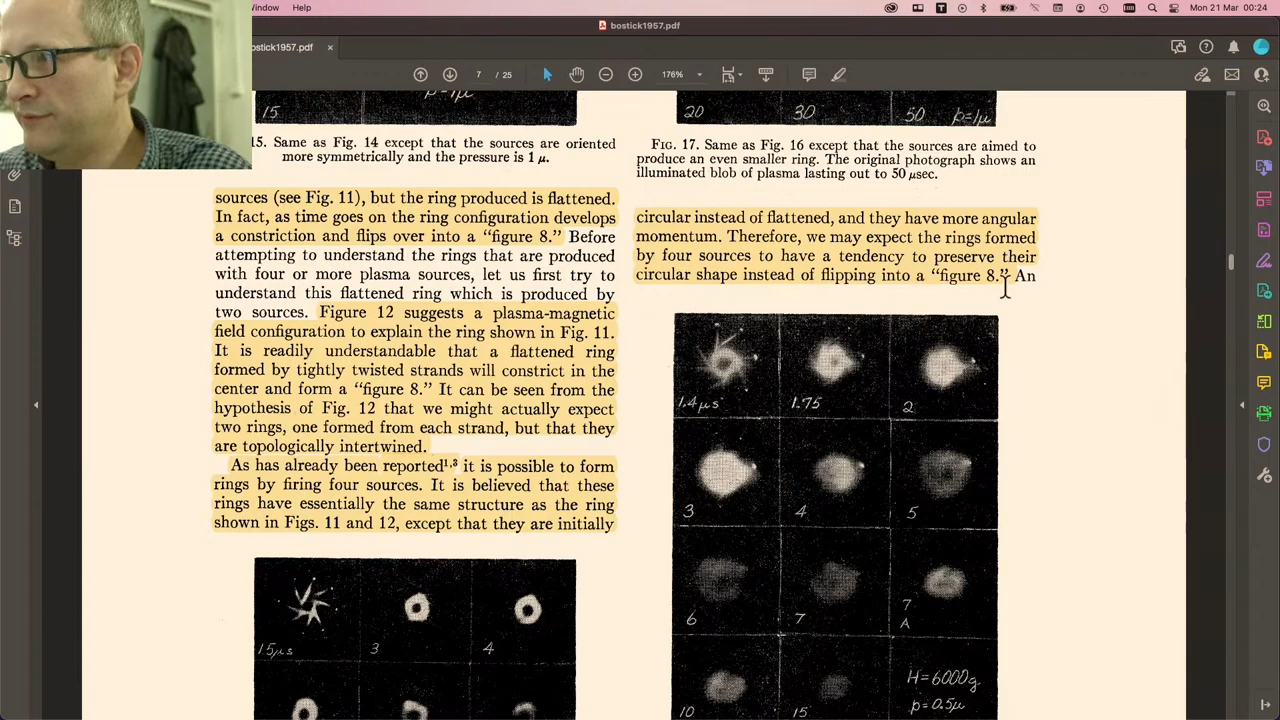 Window Help
Mon 21 Mar 00:24
bostick1957.pdf
ostick1957.pdf ×
7 / 25
176%
15
20 30 50 p=1μ
15. Same as Fig. 14 except that the sources are oriented
more symmetrically and the pressure is 1 μ.
sources (see Fig. 11), but the ring produced is flattened.
In fact, as time goes on the ring configuration develops
a constriction and flips over into a “figure 8.” Before
attempting to understand the rings that are produced
with four or more plasma sources, let us first try to
understand this flattened ring which is produced by
two sources. Figure 12 suggests a plasma-magnetic
field configuration to explain the ring shown in Fig. 11.
It is readily understandable that a flattened ring
formed by tightly twisted strands will constrict in the
center and form a “figure 8.” It can be seen from the
hypothesis of Fig. 12 that we might actually expect
two rings, one formed from each strand, but that they
are topologically intertwined.
As has already been reported¹,³ it is possible to form
rings by firing four sources. It is believed that these
rings have essentially the same structure as the ring
shown in Figs. 11 and 12, except that they are initially
15μs 3 4
FIG. 17. Same as Fig. 16 except that the sources are aimed to
produce an even smaller ring. The original photograph shows an
illuminated blob of plasma lasting out to 50 μsec.
circular instead of flattened, and they have more angular
momentum. Therefore, we may expect the rings formed
by four sources to have a tendency to preserve their
circular shape instead of flipping into a “figure 8.” An
1.4μs 1.75 2
3 4 5
6 7 7
A
10 15 H=6000g
p=0.5μ